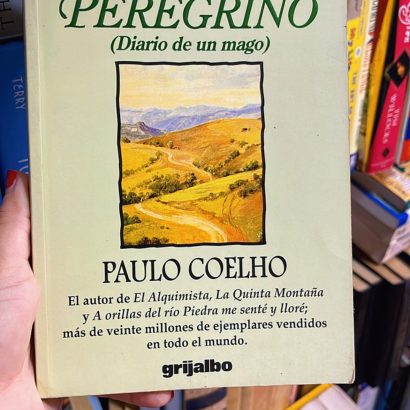 PEREGRINO
(Diario de un mago)
PAULO COELHO
El autor de El Alquimista, La Quinta Montaña
y A orillas del río Piedra me senté y lloré;
más de veinte millones de ejemplares vendidos
en todo el mundo.
grijalbo
TERRY